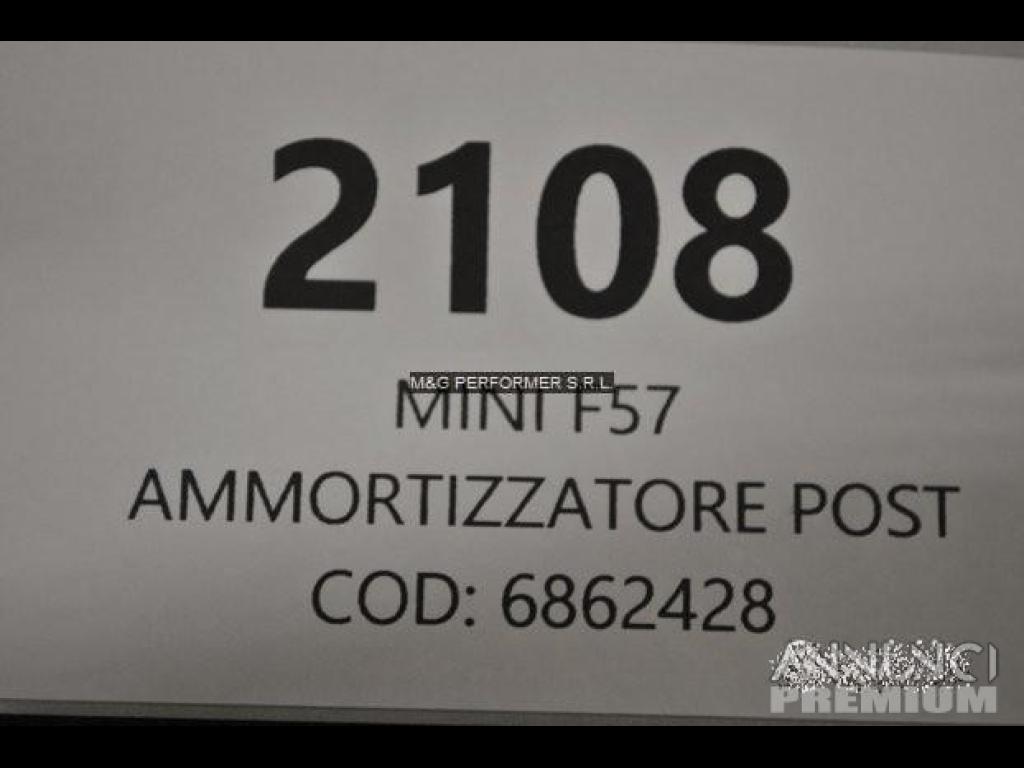 2108
M&G PERFORMER S.R.L.
MINI F57
AMMORTIZZATORE POST
COD: 6862428
ANNUNCI
PREMIUM